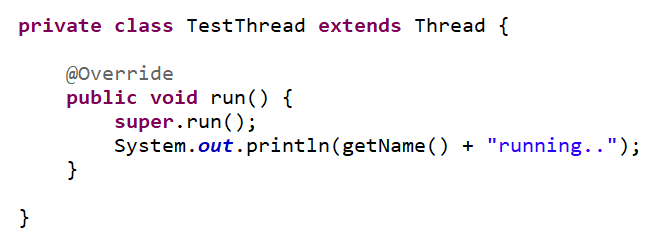 private class TestThread extends Thread {
@Override
public void run() {
super.run();
System.out.println(getName() + "running..");
}
}